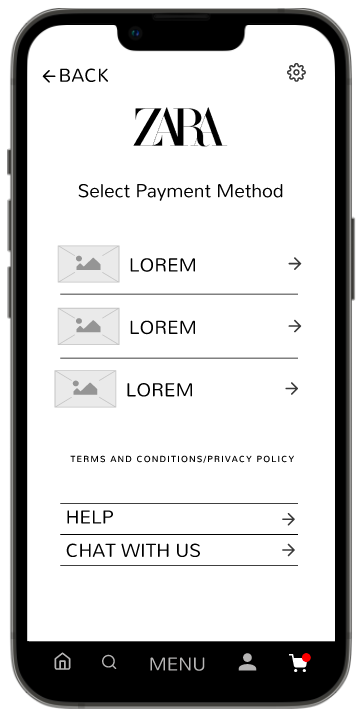 BACK
ZARA
Select Payment Method
LOREM
LOREM
LOREM
TERMS AND CONDITIONS/PRIVACY POLICY
HELP
CHAT WITH US
MENU